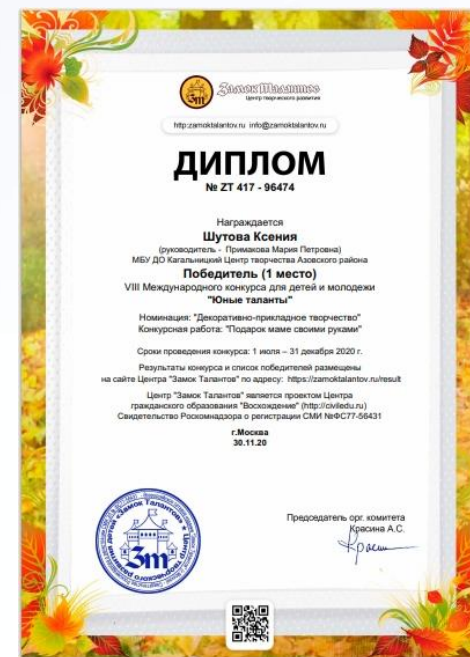 Замок Талантов
Центр творческого развития
http:zamoktalantov.ru info@zamoktalantov.ru
ДИПЛОМ
№ ZT 417 - 96474
Награждается
Шутова Ксения
(руководитель - Примакова Мария Петровна)
МБУ ДО Кагальницкий Центр творчества Азовского района
Победитель (1 место)
VIII Международного конкурса для детей и молодежи
"Юные таланты"
Номинация: "Декоративно-прикладное творчество"
Конкурсная работа: "Подарок маме своими руками"
Сроки проведения конкурса: 1 июля – 31 декабря 2020 г.
Результаты конкурса и список победителей размещены
на сайте Центра "Замок Талантов" по адресу: https://zamoktalantov.ru/result
Центр "Замок Талантов" является проектом Центра
гражданского образования "Восхождение" (http://civiledu.ru)
Свидетельство Роскомнадзора о регистрации СМИ №ФС77-56431
г.Москва
30.11.20
Председатель орг. комитета
Красина А.С.
Зт